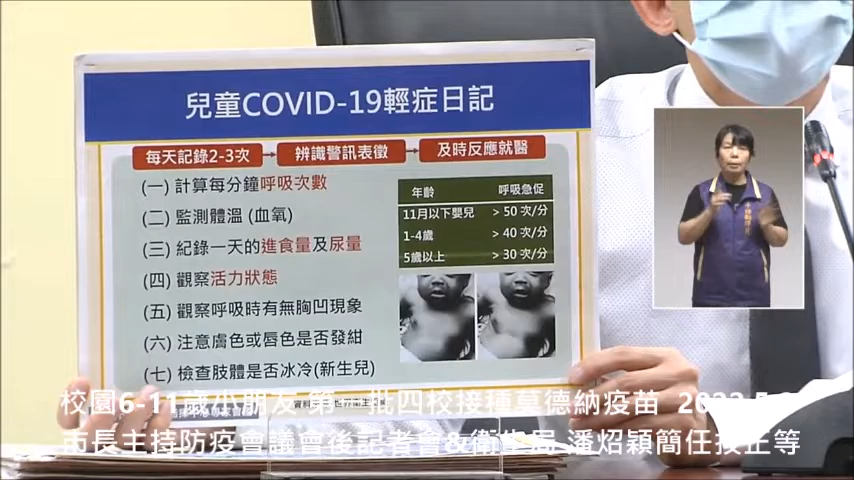 兒童COVID-19輕症日記
每天記錄2-3次 辨識警訊表徵 及時反應就醫
(一) 計算每分鐘呼吸次數
(二) 監測體溫 (血氧)
(三) 紀錄一天的進食量及尿量
(四) 觀察活力狀態
(五) 觀察呼吸時有無胸凹現象
(六) 注意膚色或唇色是否發紺
(七) 檢查肢體是否冰冷(新生兒)
年齡 呼吸急促
11月以下嬰兒 > 50 次/分
1-4歲 > 40 次/分
5歲以上 > 30 次/分
校園6-11歲小朋友 第一批四校接種莫德納疫苗 2022
市長主持防疫會議會後記者會&衛生局 潘炤穎簡任技正等